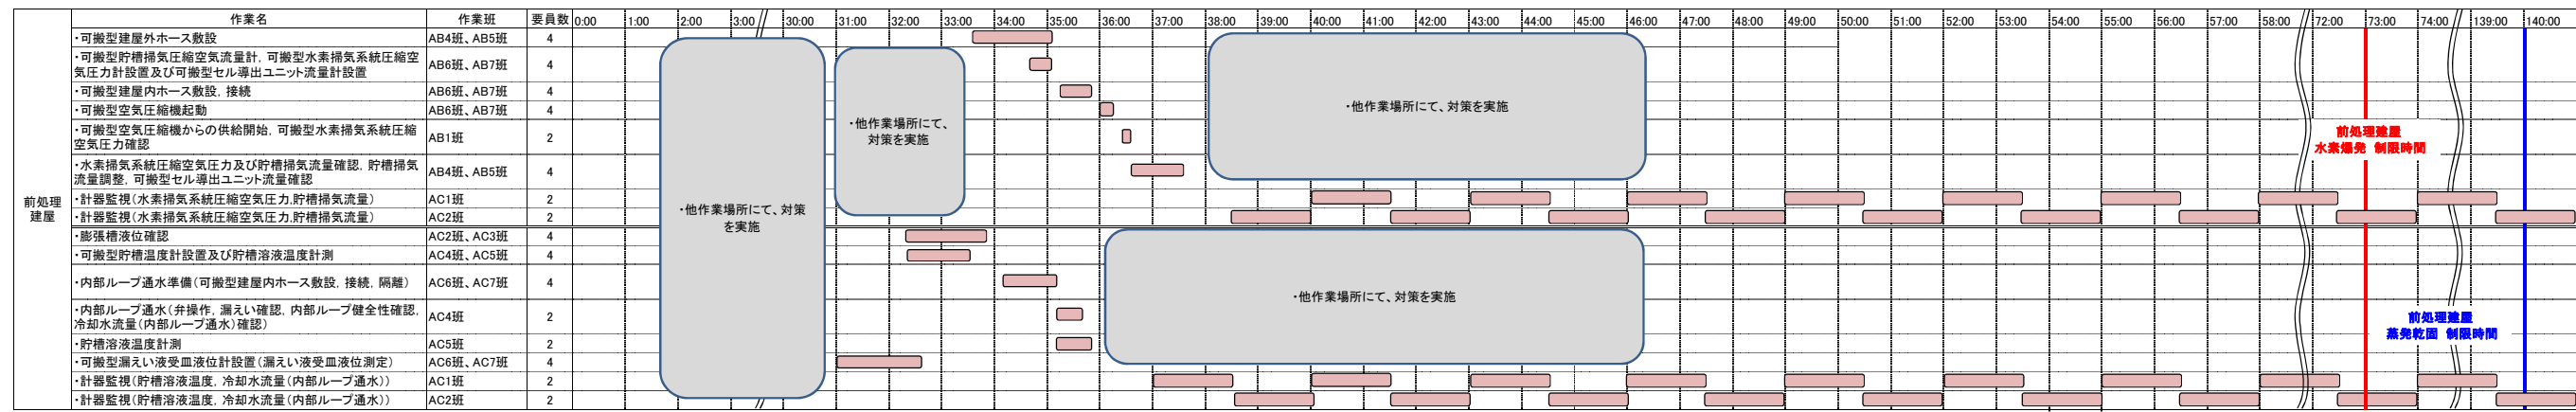 作業名 作業班 要員数 0:00 1:00 2:00 3:00 30:00 31:00 32:00 33:00 34:00 35:00 36:00 37:00 38:00 39:00 40:00 41:00 42:00 43:00 44:00 45:00 46:00 47:00 48:00 49:00 50:00 51:00 52:00 53:00 54:00 55:00 56:00 57:00 58:00 72:00 73:00 74:00 139:00 140:00
前処理
建屋
・可搬型建屋外ホース敷設 AB4班、AB5班 4
・可搬型貯槽掃気圧縮空気流量計，可搬型水素掃気系統圧縮空
気圧力計設置及び可搬型セル導出ユニット流量計設置 AB6班、AB7班 4
・可搬型建屋内ホース敷設，接続 AB6班、AB7班 4
・可搬型空気圧縮機起動 AB6班、AB7班 4
・可搬型空気圧縮機からの供給開始，可搬型水素掃気系統圧縮
空気圧力確認 AB1班 2
・水素掃気系統圧縮空気圧力及び貯槽掃気流量確認，貯槽掃気
流量調整，可搬型セル導出ユニット流量確認 AB4班、AB5班 4
・計器監視（水素掃気系統圧縮空気圧力,貯槽掃気流量） AC1班 2
・計器監視（水素掃気系統圧縮空気圧力,貯槽掃気流量） AC2班 2
・膨張槽液位確認 AC2班、AC3班 4
・可搬型貯槽温度計設置及び貯槽溶液温度計測 AC4班、AC5班 4
・内部ループ通水準備（可搬型建屋内ホース敷設，接続，隔離） AC6班、AC7班 4
・内部ループ通水（弁操作，漏えい確認，内部ループ健全性確認，
冷却水流量（内部ループ通水）確認） AC4班 2
・貯槽溶液温度計測 AC5班 2
・可搬型漏えい液受皿液位計設置（漏えい液受皿液位測定） AC6班、AC7班 4
・計器監視（貯槽溶液温度，冷却水流量（内部ループ通水）） AC1班 2
・計器監視（貯槽溶液温度，冷却水流量（内部ループ通水）） AC2班 2
・他作業場所にて、対策
を実施
・他作業場所にて、
対策を実施
・他作業場所にて、対策を実施
・他作業場所にて、対策を実施
前処理建屋
水素爆発 制限時間
前処理建屋
蒸発乾固 制限時間